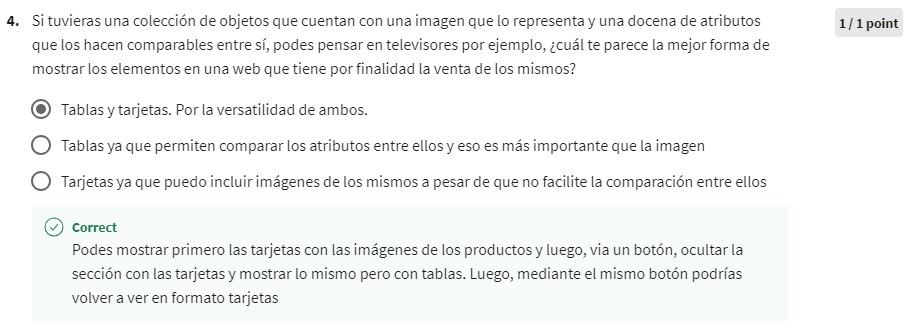 4. Si tuvieras una colección de objetos que cuentan con una imagen que lo representa y una docena de atributos
1 / 1 point
que los hacen comparables entre sí, podes pensar en televisores por ejemplo, ¿cuál te parece la mejor forma de
mostrar los elementos en una web que tiene por finalidad la venta de los mismos?
Tablas y tarjetas. Por la versatilidad de ambos.
Tablas ya que permiten comparar los atributos entre ellos y eso es más importante que la imagen
Tarjetas ya que puedo incluir imágenes de los mismos a pesar de que no facilite la comparación entre ellos
Correct
Podes mostrar primero las tarjetas con las imágenes de los productos y luego, via un botón, ocultar la
sección con las tarjetas y mostrar lo mismo pero con tablas. Luego, mediante el mismo botón podrías
volver a ver en formato tarjetas